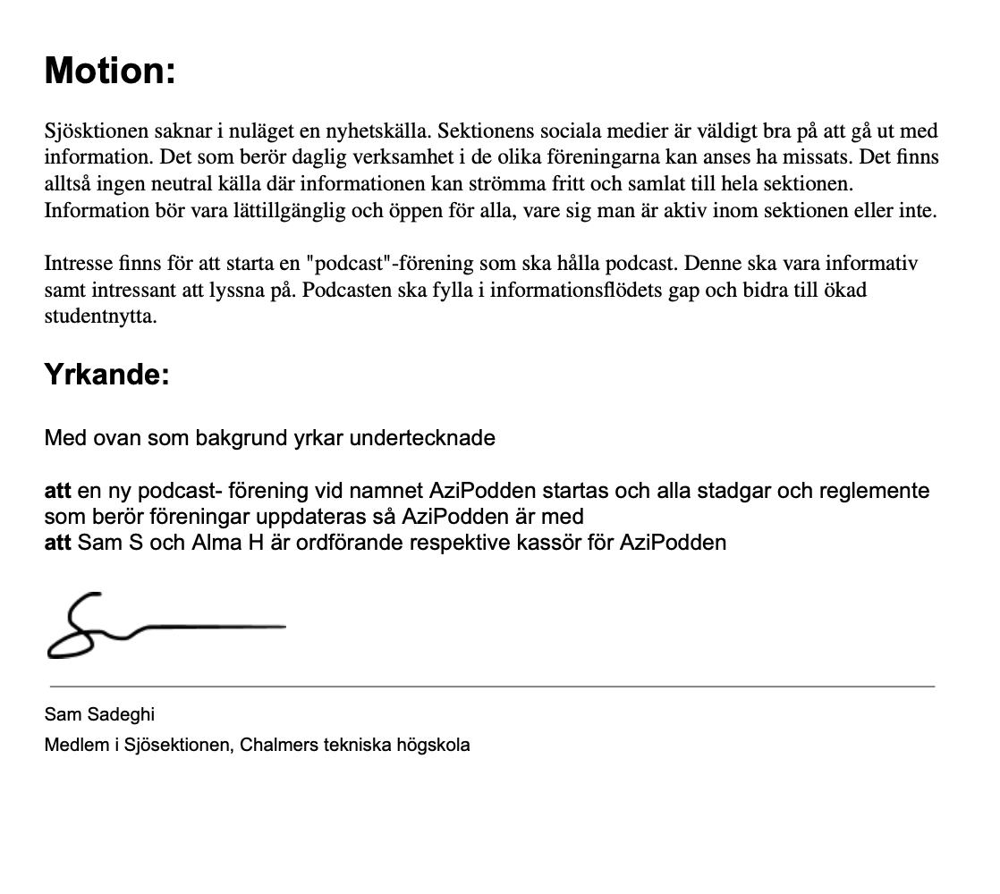 Motion:
Sjösktionen saknar i nuläget en nyhetskälla. Sektionens sociala medier är väldigt bra på att gå ut med
information. Det som berör daglig verksamhet i de olika föreningarna kan anses ha missats. Det finns
alltså ingen neutral källa där informationen kan strömma fritt och samlat till hela sektionen.
Information bör vara lättillgänglig och öppen för alla, vare sig man är aktiv inom sektionen eller inte.
Intresse finns för att starta en "podcast"-förening som ska hålla podcast. Denne ska vara informativ
samt intressant att lyssna på. Podcasten ska fylla i informationsflödets gap och bidra till ökad
studentnytta.
Yrkande:
Med ovan som bakgrund yrkar undertecknade
att en ny podcast- förening vid namnet AziPodden startas och alla stadgar och reglemente
som berör föreningar uppdateras så AziPodden är med
att Sam S och Alma H är ordförande respektive kassör för AziPodden
Sam Sadeghi
Medlem i Sjösektionen, Chalmers tekniska högskola